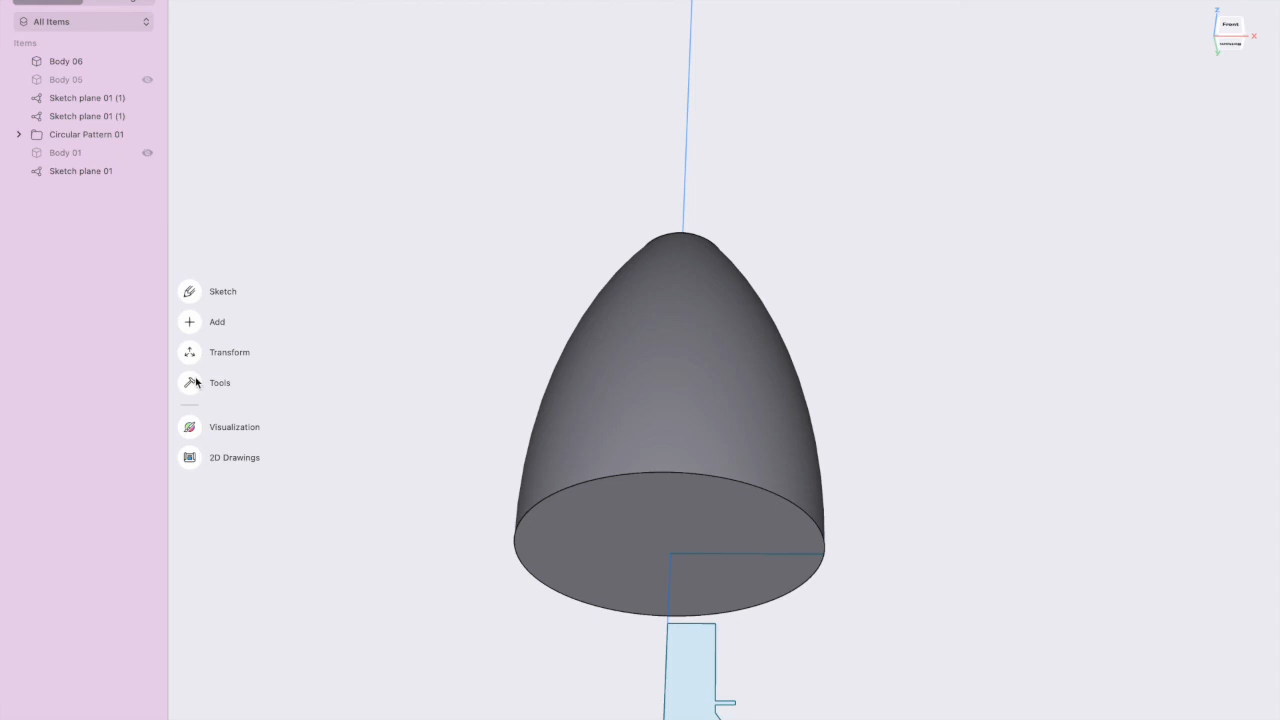 All Items
Items
Body 06
Body 05
Sketch plane 01 (1)
Sketch plane 01 (1)
Circular Pattern 01
Body 01
Sketch plane 01
Sketch
Add
Transform
Tools
Visualization
2D Drawings
Z
Front
X
Bottom
Y